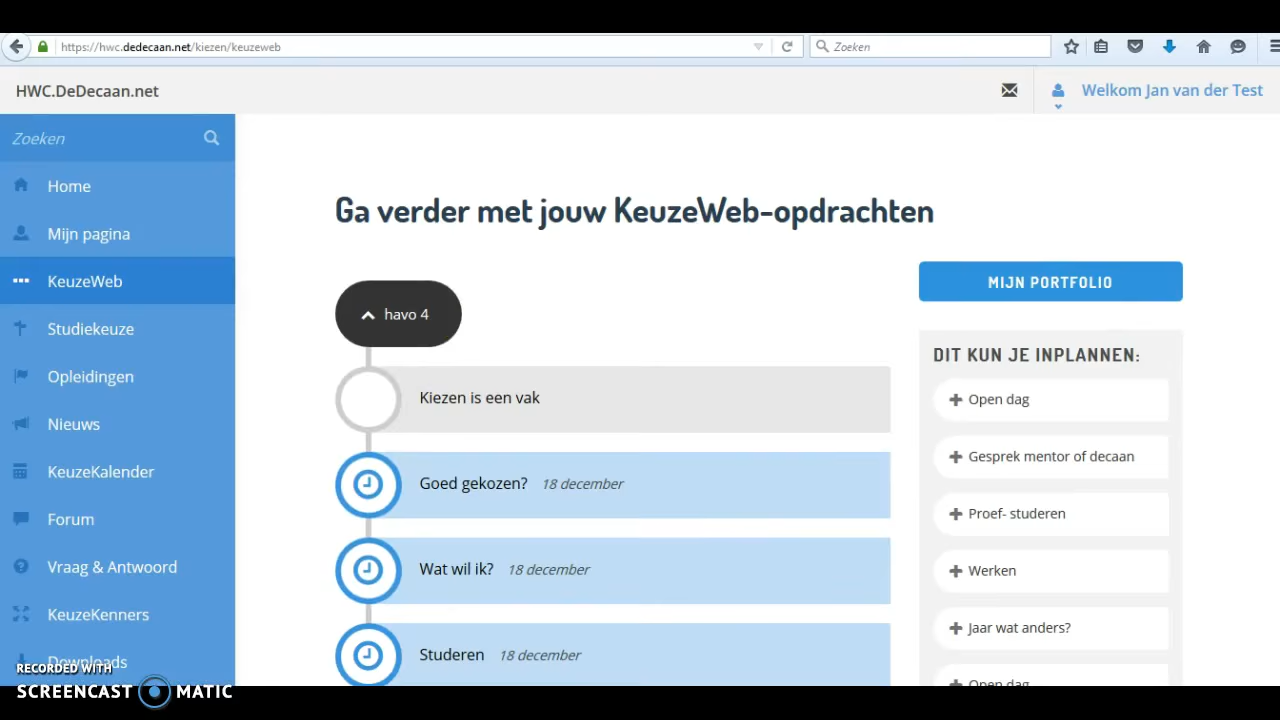 https://hwc.dedecaan.net/kiezen/keuzeweb
Zoeken
HWC.DeDecaan.net
Welkom Jan van der Test
Zoeken
Home
Mijn pagina
KeuzeWeb
Studiekeuze
Opleidingen
Nieuws
KeuzeKalender
Forum
Vraag & Antwoord
KeuzeKenners
Downloads
Ga verder met jouw KeuzeWeb-opdrachten
havo 4
Kiezen is een vak
Goed gekozen? 18 december
Wat wil ik? 18 december
Studeren 18 december
MIJN PORTFOLIO
DIT KUN JE INPLANNEN:
Open dag
Gesprek mentor of decaan
Proef- studeren
Werken
Jaar wat anders?
Open dag
RECORDED WITH
SCREENCAST MATIC